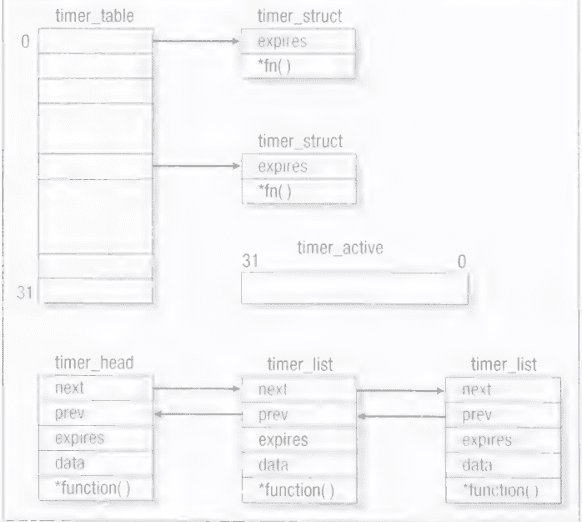 timer_table
timer_struct
0
expires
*fn( )
timer_struct
expires
*fn( )
timer_active
31
0
31
timer_head
timer_list
timer_list
next
next
next
prev
prev
prev
expires
expires
expires
data
data
data
*function( )
*function( )
*function( )